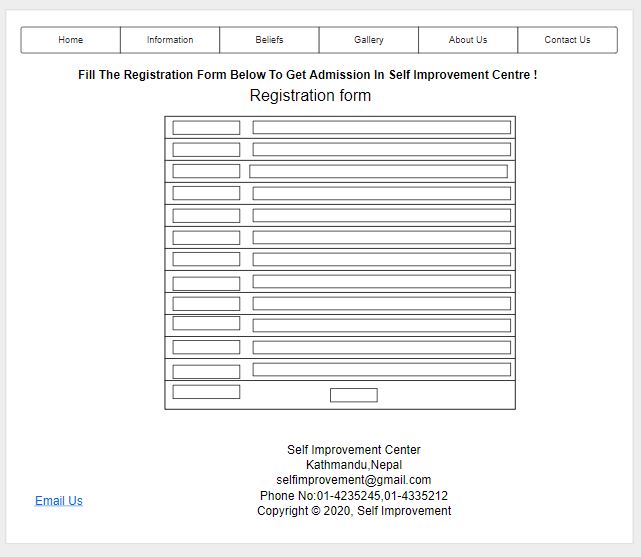 Home Information Beliefs Gallery About Us Contact Us
Fill The Registration Form Below To Get Admission In Self Improvement Centre !
Registration form
Self Improvement Center
Kathmandu,Nepal
selfimprovement@gmail.com
Phone No:01-4235245,01-4335212
Email Us
Copyright © 2020, Self Improvement